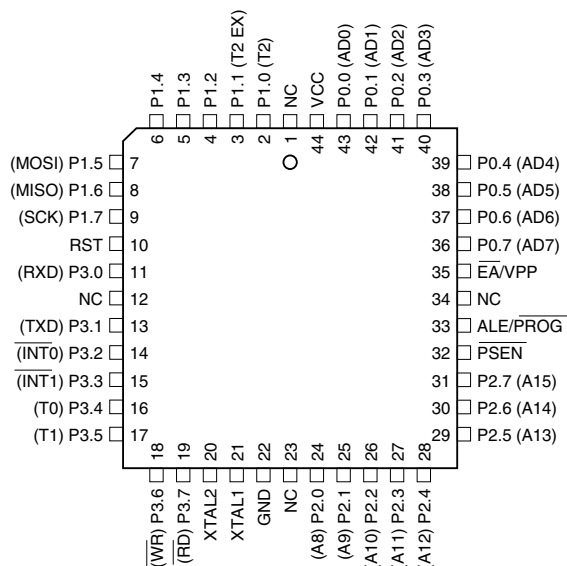 P1.4
P1.3
P1.2
P1.1 (T2 EX)
P1.0 (T2)
NC
VCC
P0.0 (AD0)
P0.1 (AD1)
P0.2 (AD2)
P0.3 (AD3)
6
5
4
3
2
1
44
43
42
41
40
(MOSI) P1.5 7
(MISO) P1.6 8
(SCK) P1.7 9
RST 10
(RXD) P3.0 11
NC 12
(TXD) P3.1 13
(INT0) P3.2 14
(INT1) P3.3 15
(T0) P3.4 16
(T1) P3.5 17
39 P0.4 (AD4)
38 P0.5 (AD5)
37 P0.6 (AD6)
36 P0.7 (AD7)
35 EA/VPP
34 NC
33 ALE/PROG
32 PSEN
31 P2.7 (A15)
30 P2.6 (A14)
29 P2.5 (A13)
18
19
20
21
22
23
24
25
26
27
28
(WR) P3.6
(RD) P3.7
XTAL2
XTAL1
GND
NC
(A8) P2.0
(A9) P2.1
(A10) P2.2
(A11) P2.3
(A12) P2.4